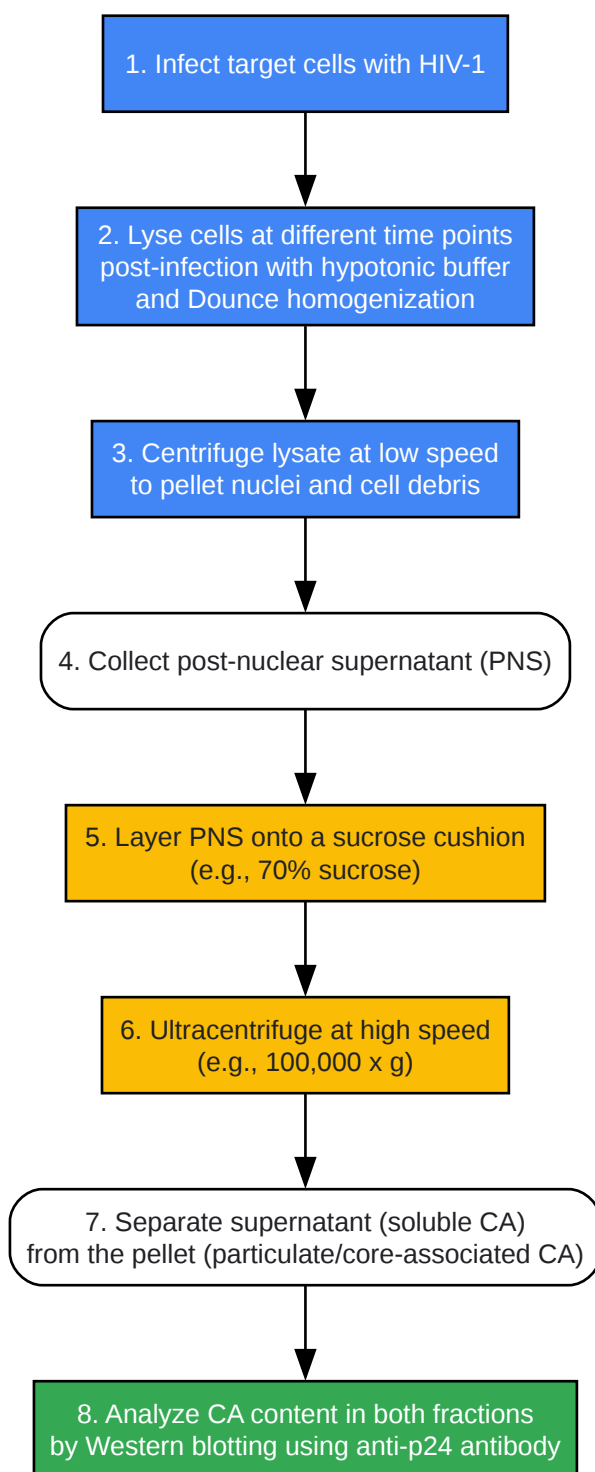 1. Infect target cells with HIV-1
2. Lyse cells at different time points
post-infection with hypotonic buffer
and Dounce homogenization
3. Centrifuge lysate at low speed
to pellet nuclei and cell debris
4. Collect post-nuclear supernatant (PNS)
5. Layer PNS onto a sucrose cushion
(e.g., 70% sucrose)
6. Ultracentrifuge at high speed
(e.g., 100,000 x g)
7. Separate supernatant (soluble CA)
from the pellet (particulate/core-associated CA)
8. Analyze CA content in both fractions
by Western blotting using anti-p24 antibody